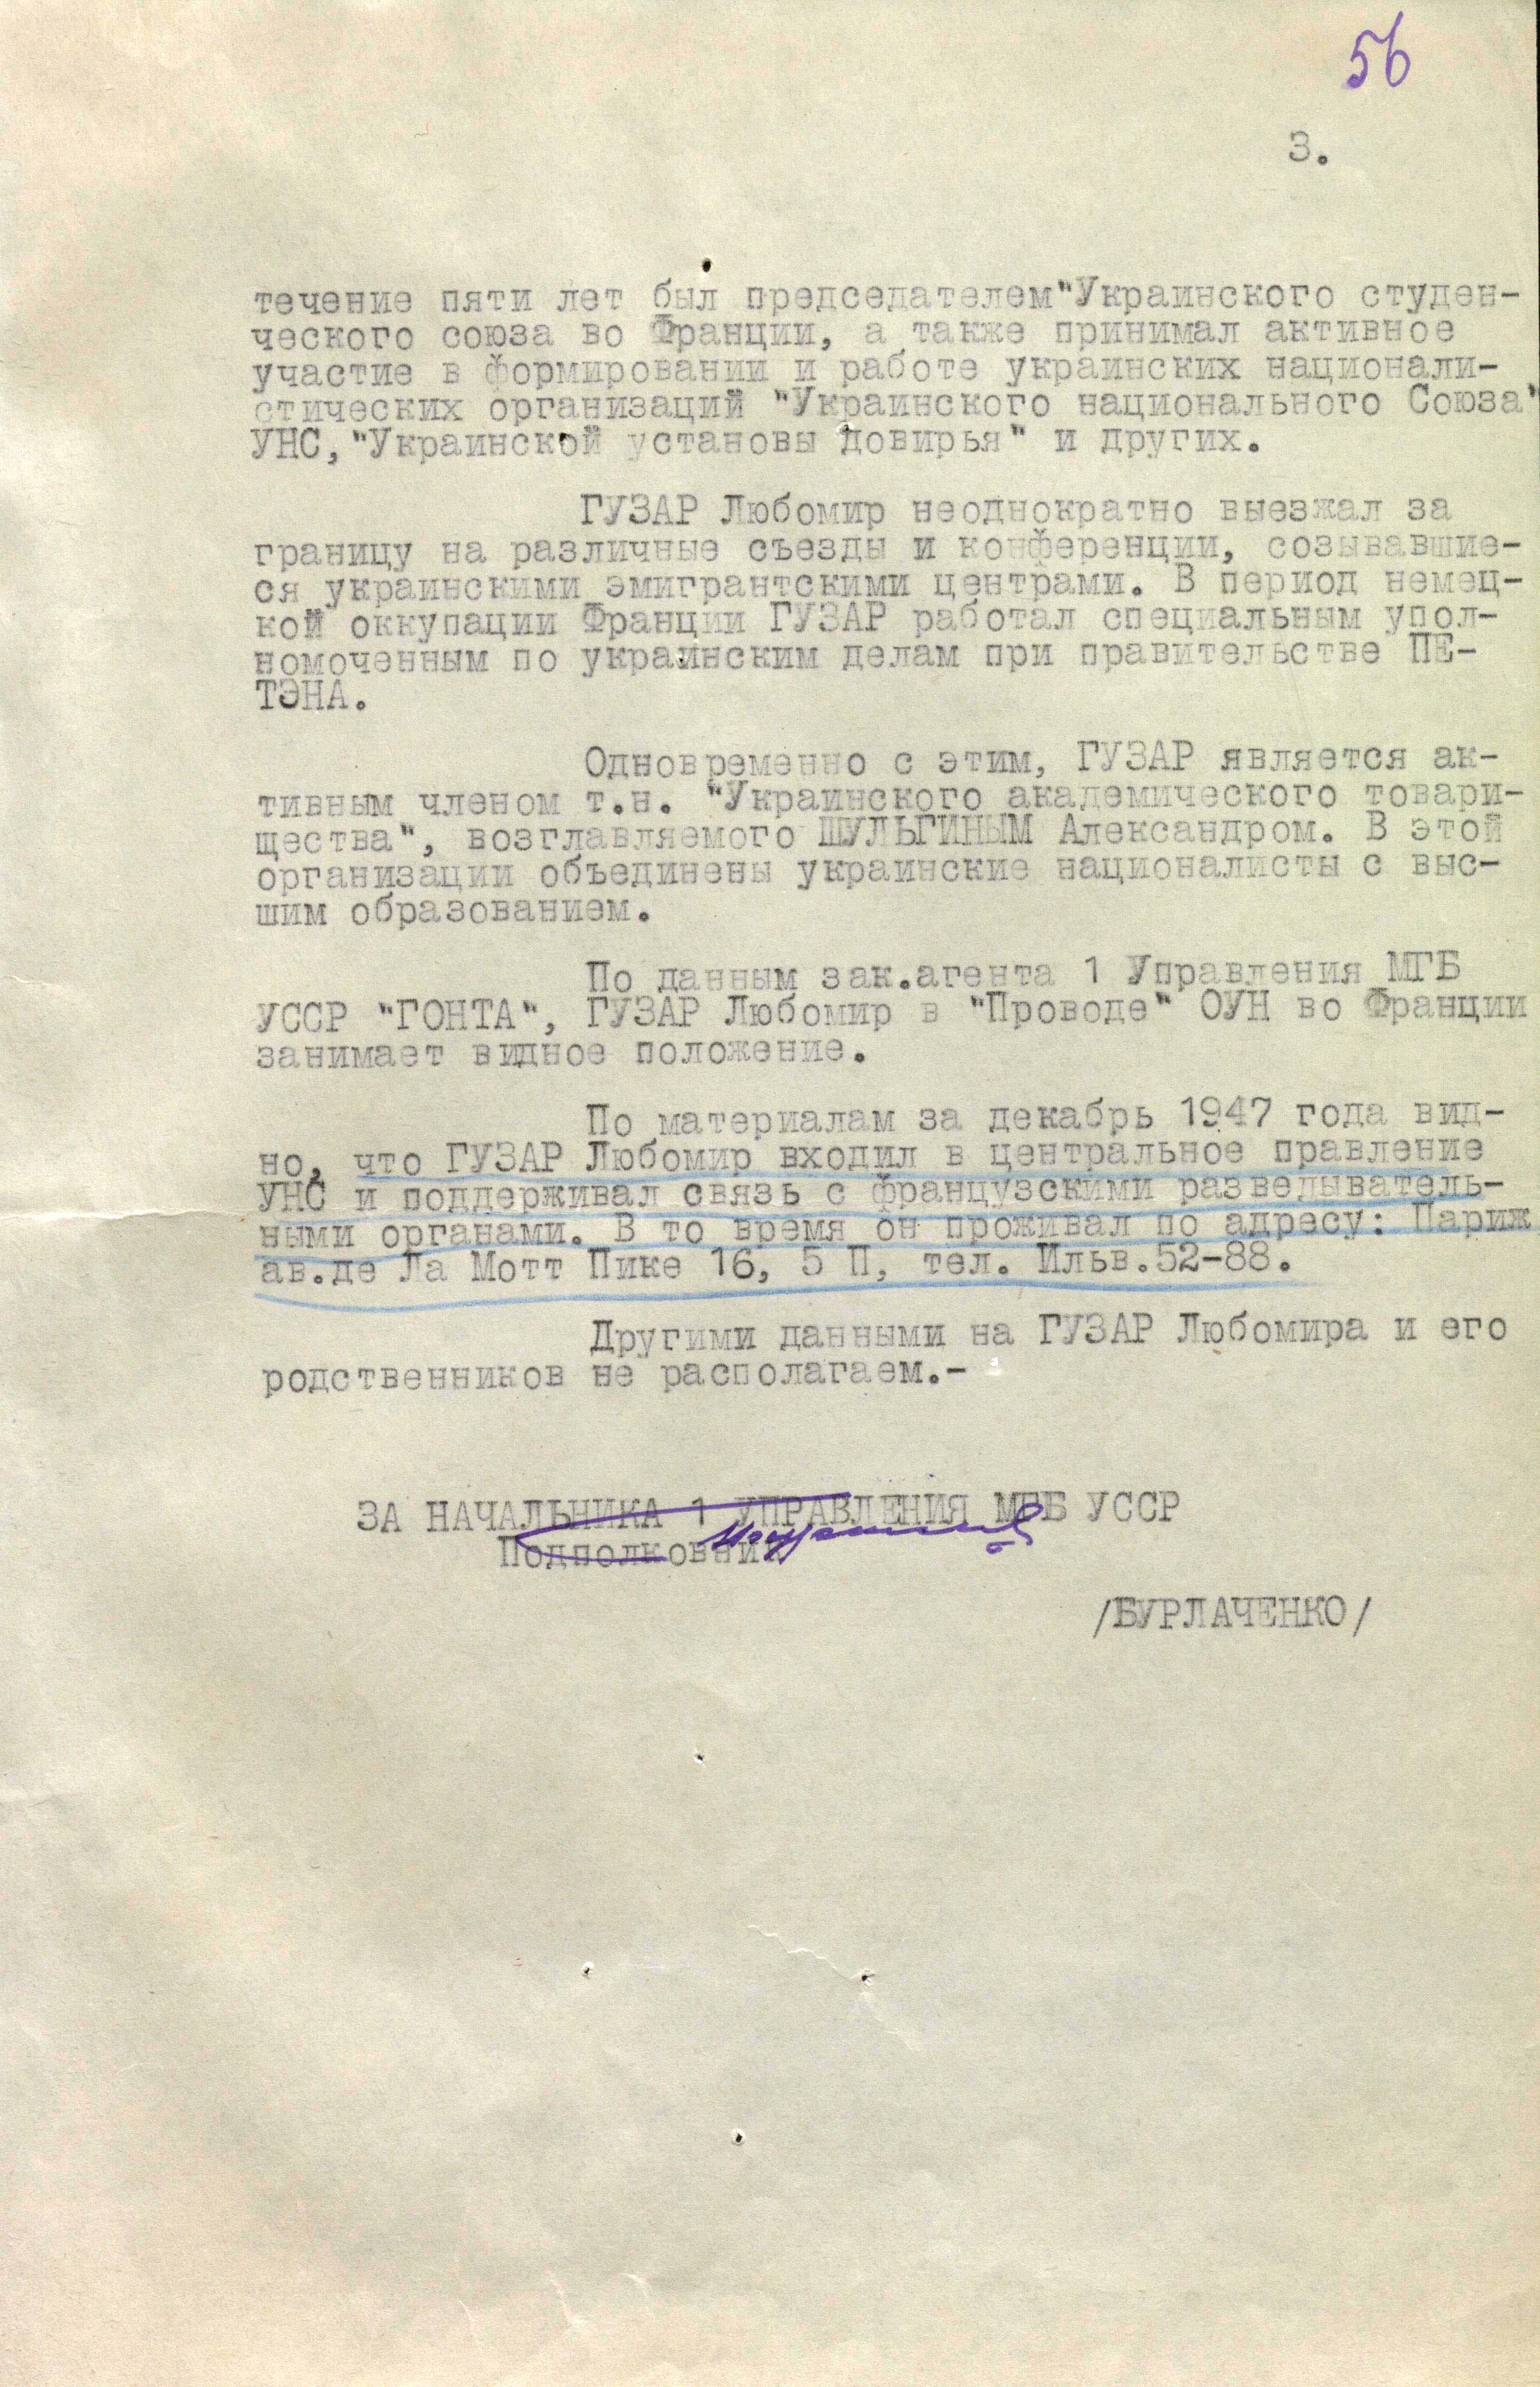 56
3.
течение пяти лет был председателем"Украинского студен-
ческого союза во Франции, а также принимал активное
участие в формировании и работе украинских национали-
стических организаций "Украинского национального Союза"
УНС,"Украинской установы довирья" и других.
ГУЗАР Любомир неоднократно выезжал за
границу на различные съезды и конференции, созывавшие-
ся украинскими эмигрантскими центрами. В период немец-
кой оккупации Франции ГУЗАР работал специальным упол-
номоченным по украинским делам при правительстве ПЕ-
ТЭНА.
Одновременно с этим, ГУЗАР является ак-
тивным членом т.н. "Украинского академического товари-
щества", возглавляемого ШУЛЬГИНЫМ Александром. В этой
организации объединены украинские националисты с выс-
шим образованием.
По данным зак.агента 1 Управления МГБ
УССР "ГОНТА", ГУЗАР Любомир в "Проводе" ОУН во Франции
занимает видное положение.
По материалам за декабрь 1947 года вид-
но, что ГУЗАР Любомир входил в центральное правление
УНС и поддерживал связь с французскими разведыватель-
ными органами. В то время он проживал по адресу: Париж
ав.де Ла Мотт Пике 16, 5 П, тел. Ильв.52-88.
Другими данными на ГУЗАР Любомира и его
родственников не располагаем.-
ЗА НАЧАЛЬНИКА 1 УПРАВЛЕНИЯ МГБ УССР
Подполковник
/БУРЛАЧЕНКО/